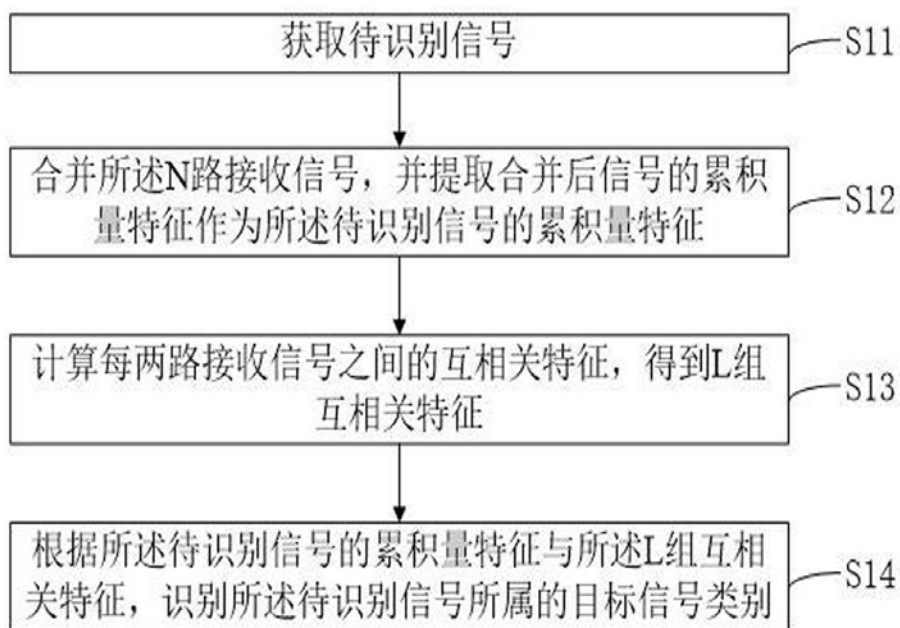 获取待识别信号
S11
合并所述N路接收信号，并提取合并后信号的累积
量特征作为所述待识别信号的累积量特征
S12
计算每两路接收信号之间的互相关特征，得到L组
互相关特征
S13
根据所述待识别信号的累积量特征与所述L组互相
关特征，识别所述待识别信号所属的目标信号类别
S14